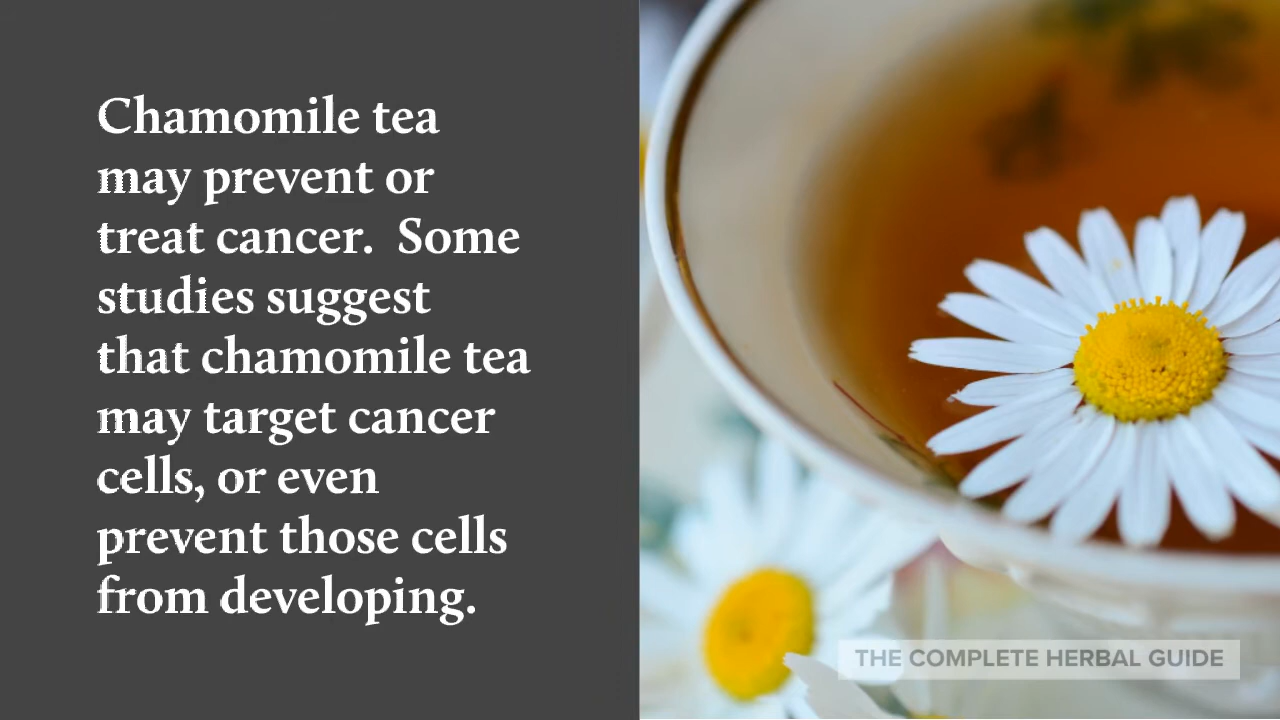 Chamomile tea
may prevent or
treat cancer.  Some
studies suggest
that chamomile tea
may target cancer
cells, or even
prevent those cells
from developing.
THE COMPLETE HERBAL GUIDE